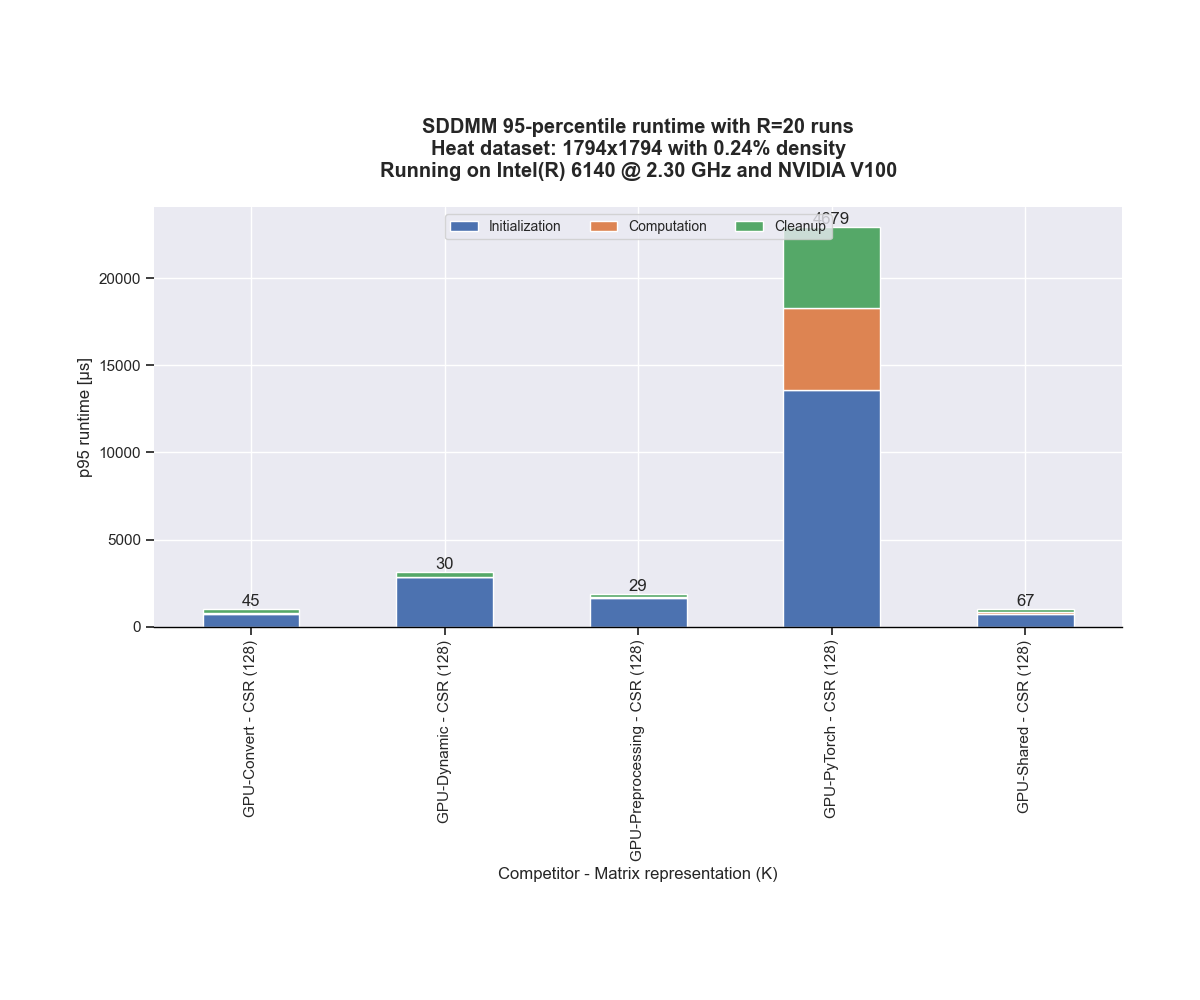 SDDMM 95-percentile runtime with R=20 runs
Heat dataset: 1794x1794 with 0.24% density
Running on Intel(R) 6140 @ 2.30 GHz and NVIDIA V100
Initialization
Computation
Cleanup
4679
20000
15000
10000
5000
0
p95 runtime [µs]
45
30
29
67
GPU-Convert - CSR (128)
GPU-Dynamic - CSR (128)
GPU-Preprocessing - CSR (128)
GPU-PyTorch - CSR (128)
GPU-Shared - CSR (128)
Competitor - Matrix representation (K)